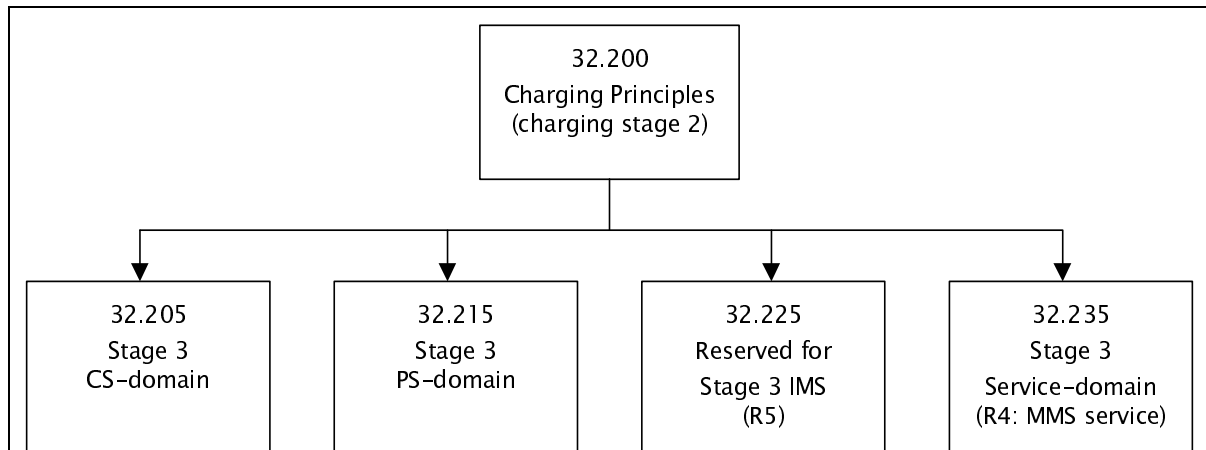 32.200
Charging Principles
(charging stage 2)
32.205
Stage 3
CS-domain
32.215
Stage 3
PS-domain
32.225
Reserved for
Stage 3 IMS
(R5)
32.235
Stage 3
Service-domain
(R4: MMS service)